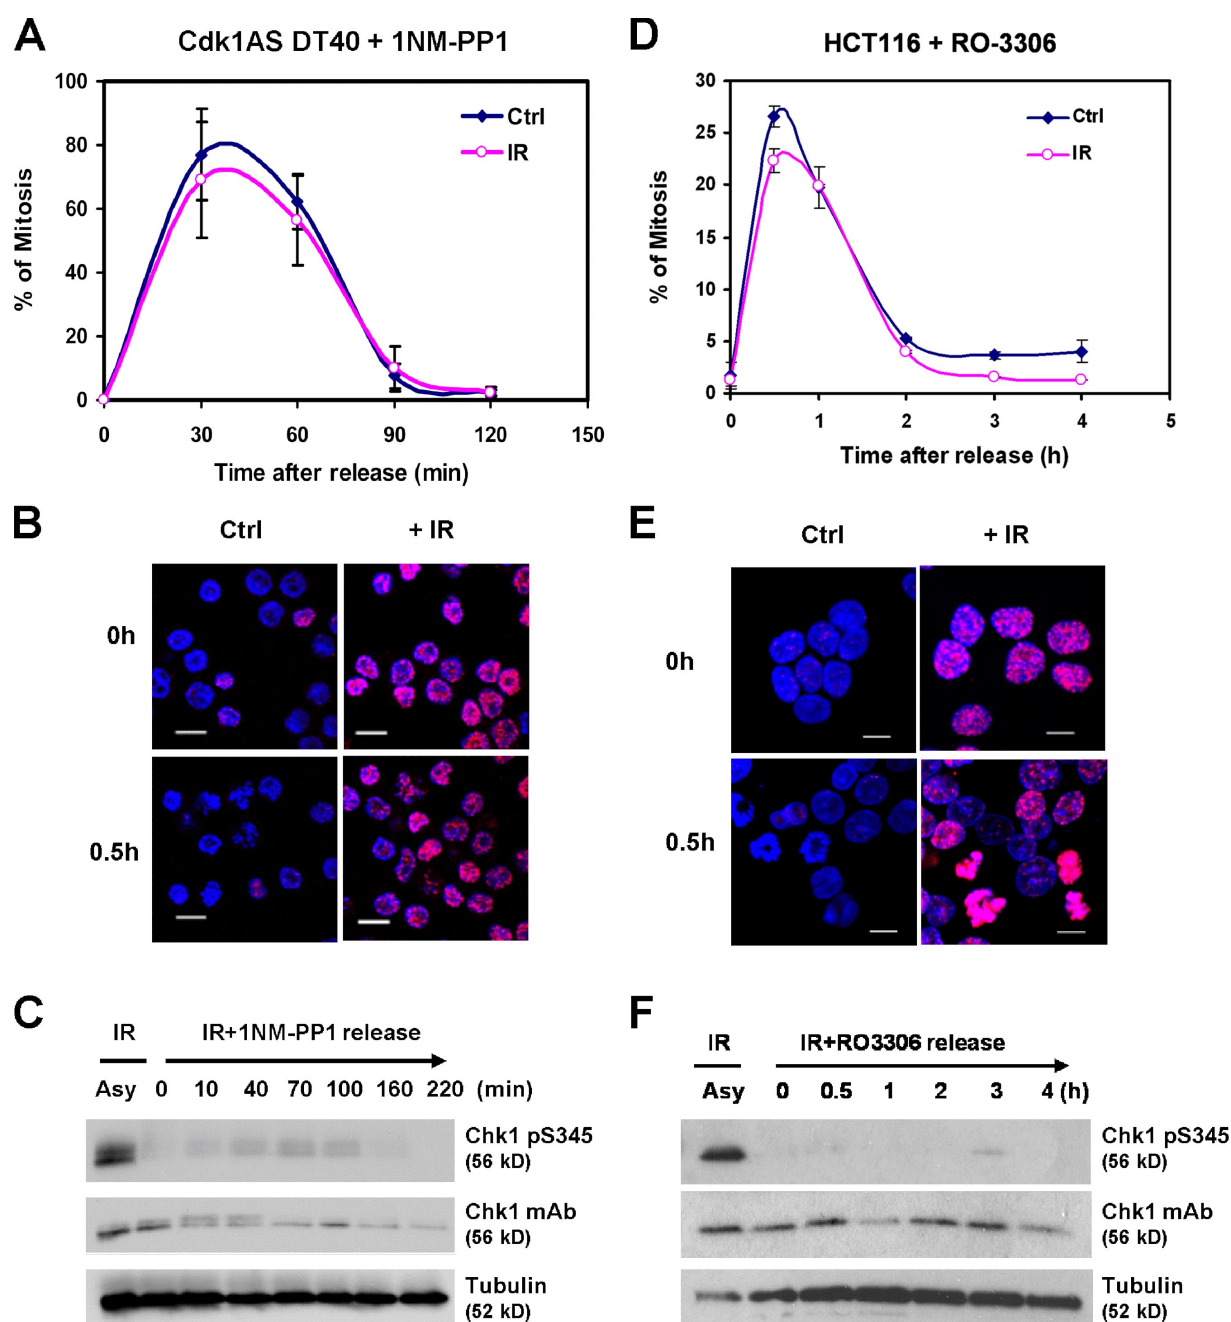 A
Cdk1AS DT40 + 1NM-PP1
100
80
60
40
20
0
% of Mitosis
Ctrl
IR
0 30 60 90 120 150
Time after release (min)
D
HCT116 + RO-3306
30
25
20
15
10
5
0
% of Mitosis
Ctrl
IR
0 1 2 3 4 5
Time after release (h)
B
Ctrl + IR
0h
0.5h
E
Ctrl + IR
0h
0.5h
C
IR IR+1NM-PP1 release
Asy 0 10 40 70 100 160 220 (min)
Chk1 pS345
(56 kD)
Chk1 mAb
(56 kD)
Tubulin
(52 kD)
F
IR IR+RO3306 release
Asy 0 0.5 1 2 3 4 (h)
Chk1 pS345
(56 kD)
Chk1 mAb
(56 kD)
Tubulin
(52 kD)